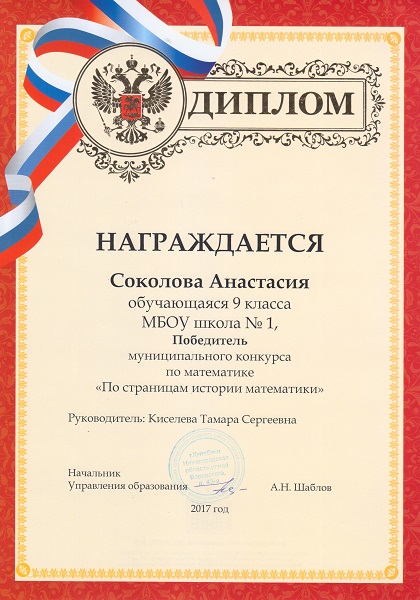 ДИПЛОМ
НАГРАЖДАЕТСЯ
Соколова Анастасия
обучающаяся 9 класса
МБОУ школа № 1,
Победитель
муниципального конкурса
по математике
«По страницам истории математики»
Руководитель: Киселева Тамара Сергеевна
Начальник
Управления образования
А.Н. Шаблов
2017 год